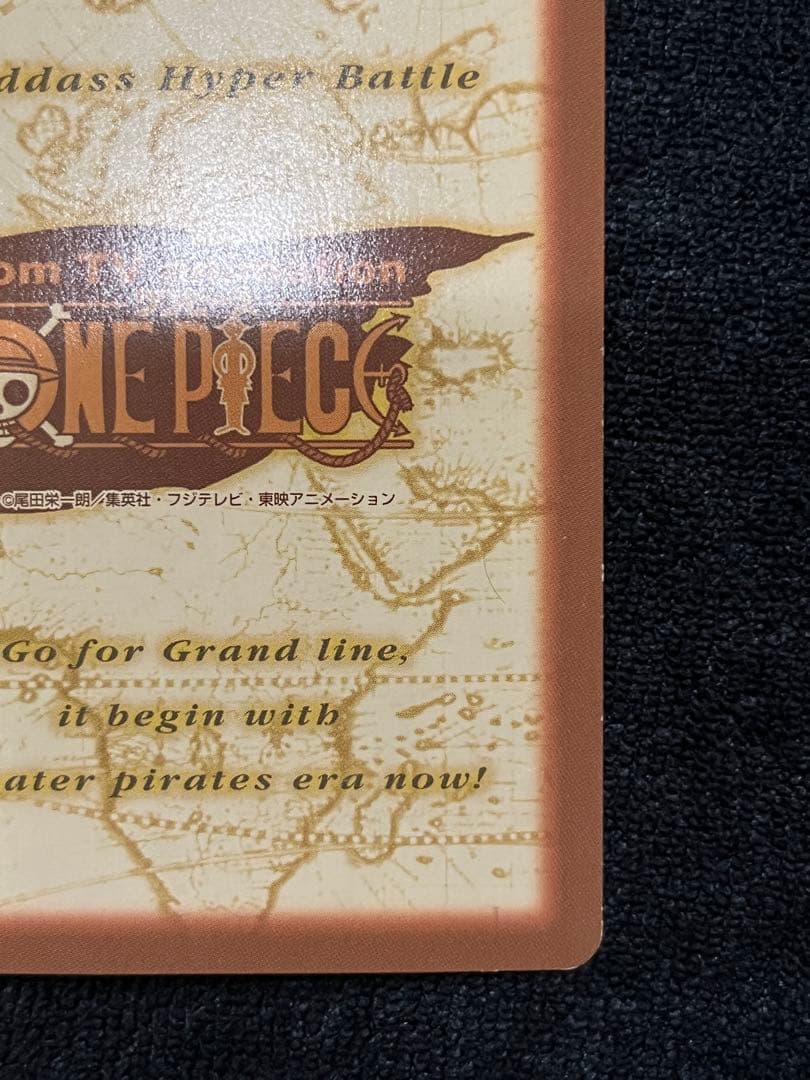 ddass Hyper Battle
om TV animation
ONE PIECE
©尾田栄一朗/集英社・フジテレビ・東映アニメーション
Go for Grand line,
it begin with
ater pirates era now!